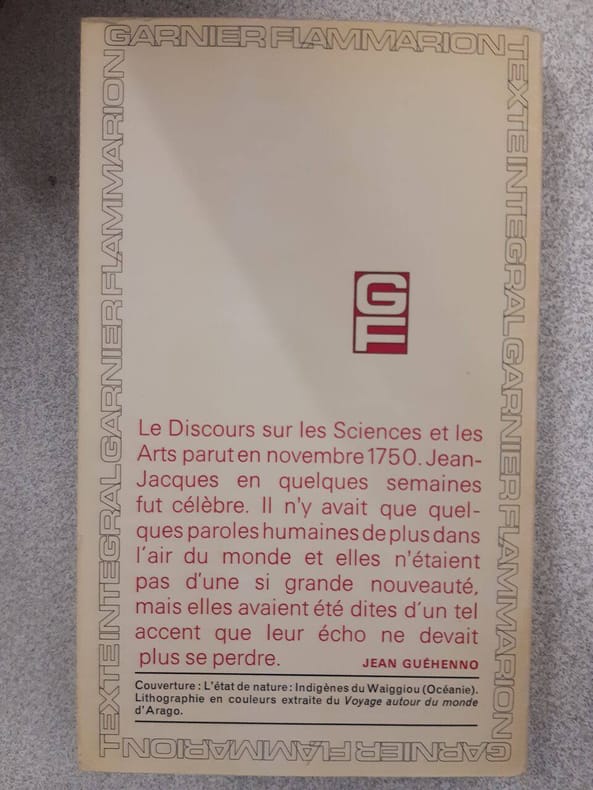 GARNIER FLAMMARION
TEXTE INTEGRAL GARNIER FLAMMARION
TEXTE INTEGRAL GARNIER FLAMMARION
GF
Le Discours sur les Sciences et les
Arts parut en novembre 1750. Jean-
Jacques en quelques semaines
fut célèbre. Il n'y avait que quel-
ques paroles humaines de plus dans
l'air du monde et elles n'étaient
pas d'une si grande nouveauté,
mais elles avaient été dites d'un tel
accent que leur écho ne devait
plus se perdre. JEAN GUÉHENNO
Couverture : L'état de nature : Indigènes du Waiggiou (Océanie).
Lithographie en couleurs extraite du Voyage autour du monde
d'Arago.
GARNIER FLAMMARION